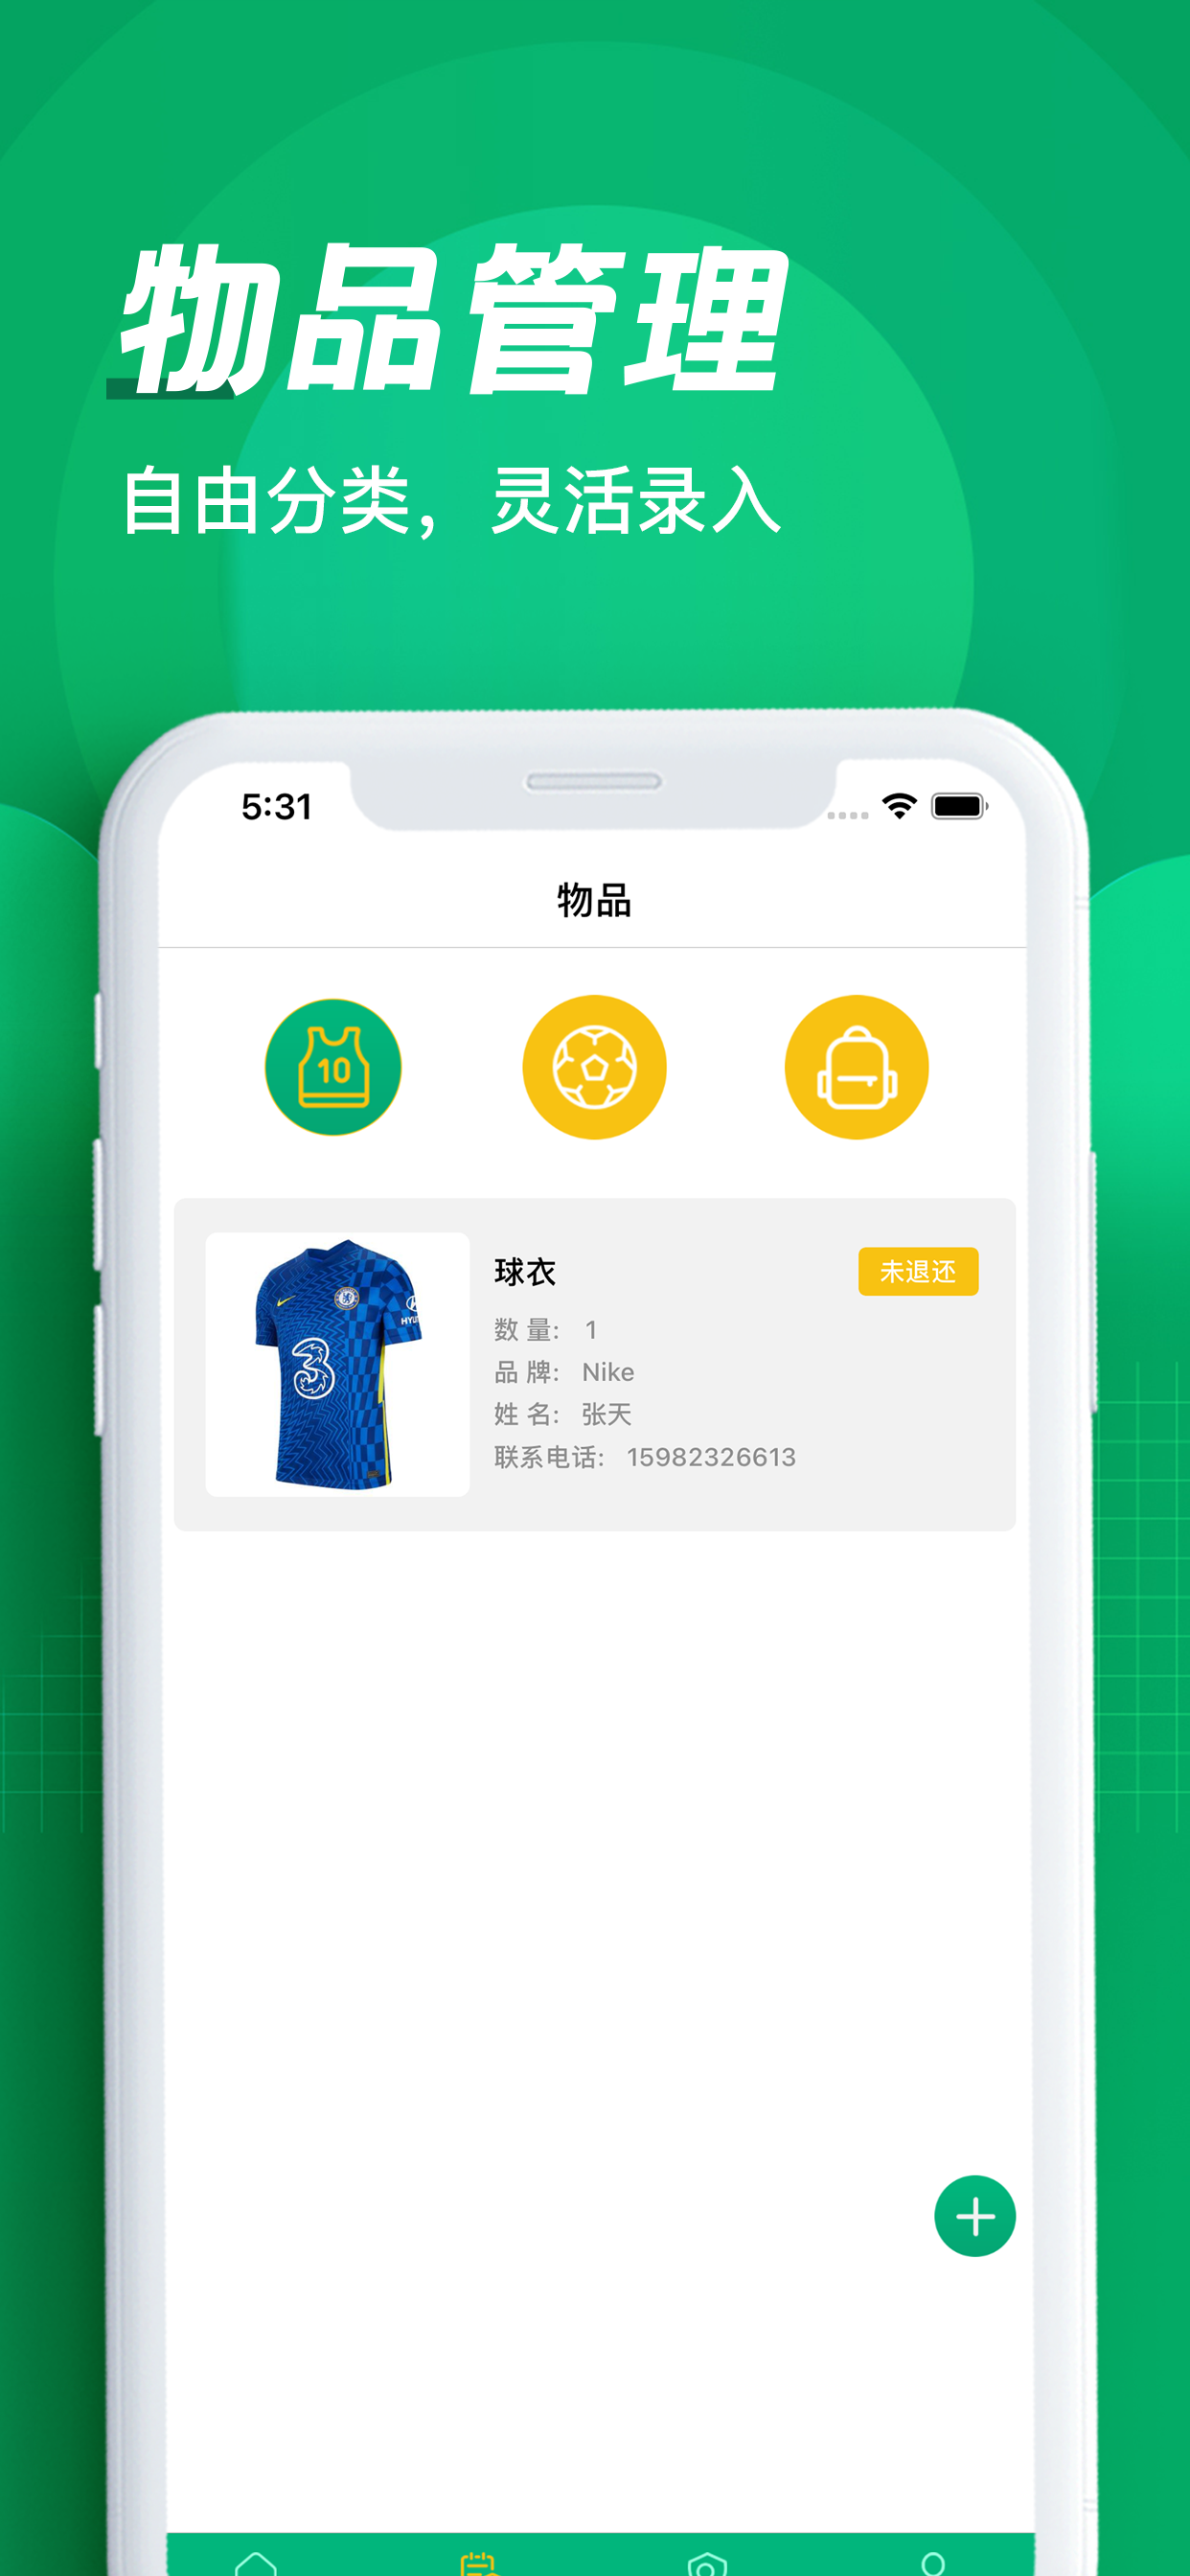 物品管理
自由分类，灵活录入
5:31
物品
10
球衣
未退还
数 量： 1
品 牌： Nike
姓 名： 张天
联系电话： 15982326613
3